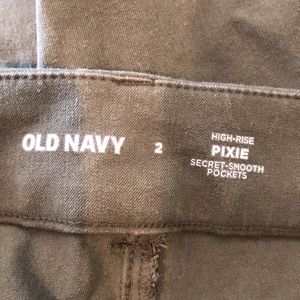 OLD NAVY
2
HIGH-RISE
PIXIE
SECRET-SMOOTH
POCKETS